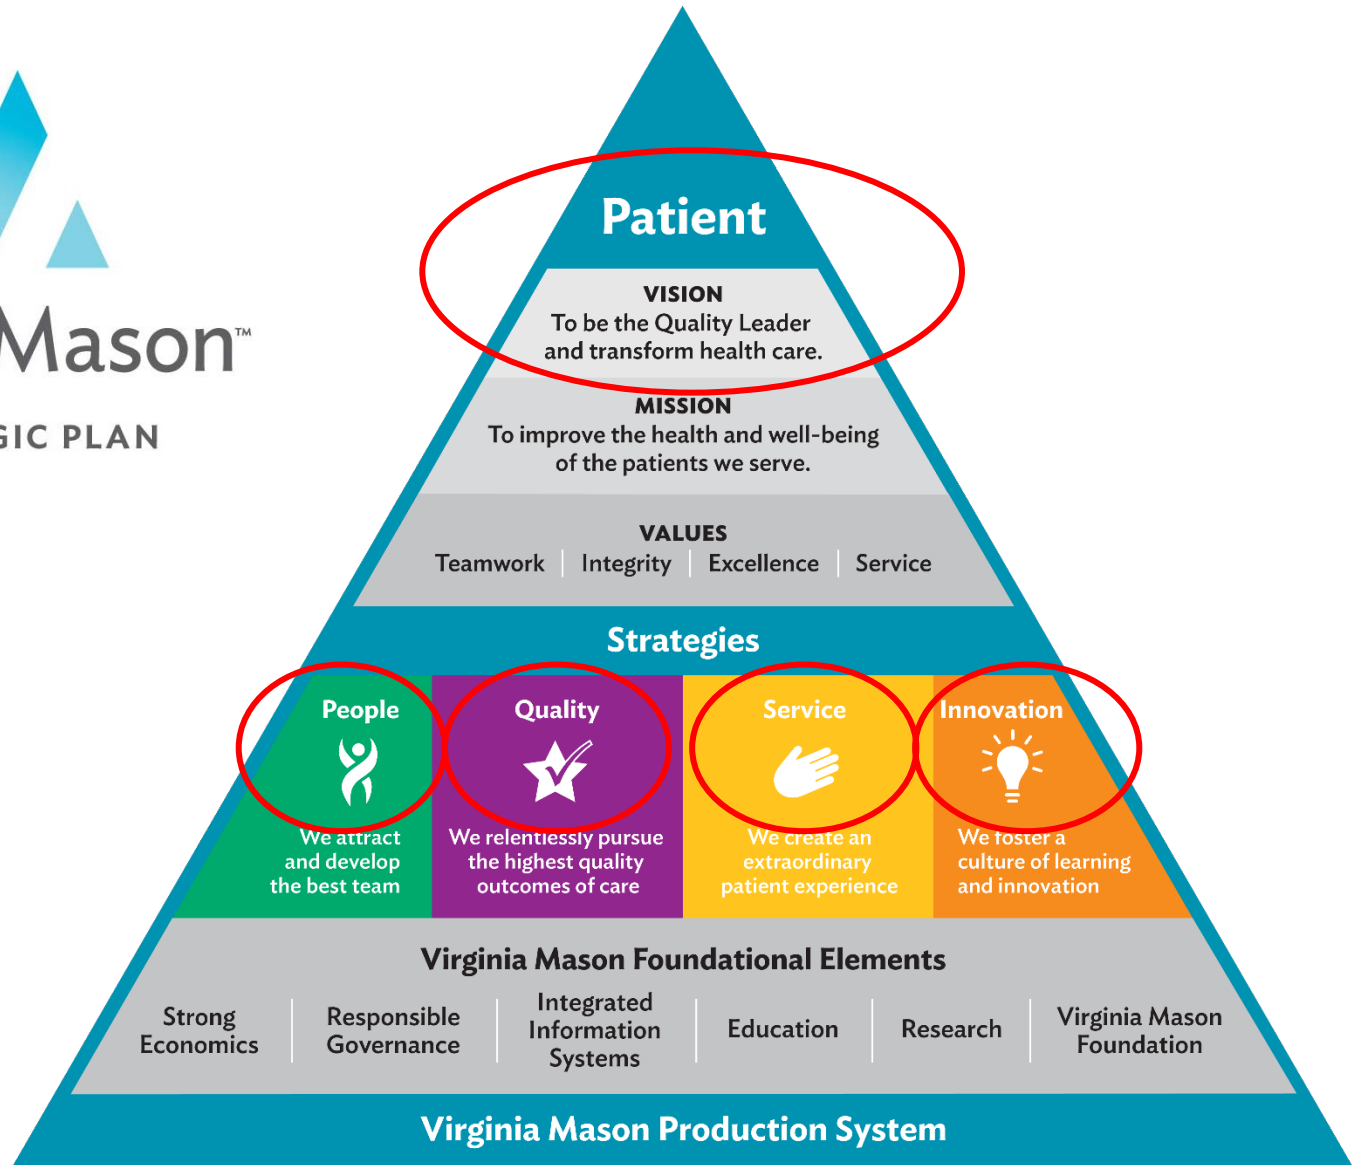 Mason™
GIC PLAN
Patient
VISION
To be the Quality Leader
and transform health care.
MISSION
To improve the health and well-being
of the patients we serve.
VALUES
Teamwork | Integrity | Excellence | Service
Strategies
People
We attract
and develop
the best team
Quality
We relentlessly pursue
the highest quality
outcomes of care
Service
We create an
extraordinary
patient experience
Innovation
We foster a
culture of learning
and innovation
Virginia Mason Foundational Elements
Strong
Economics
Responsible
Governance
Integrated
Information
Systems
Education
Research
Virginia Mason
Foundation
Virginia Mason Production System